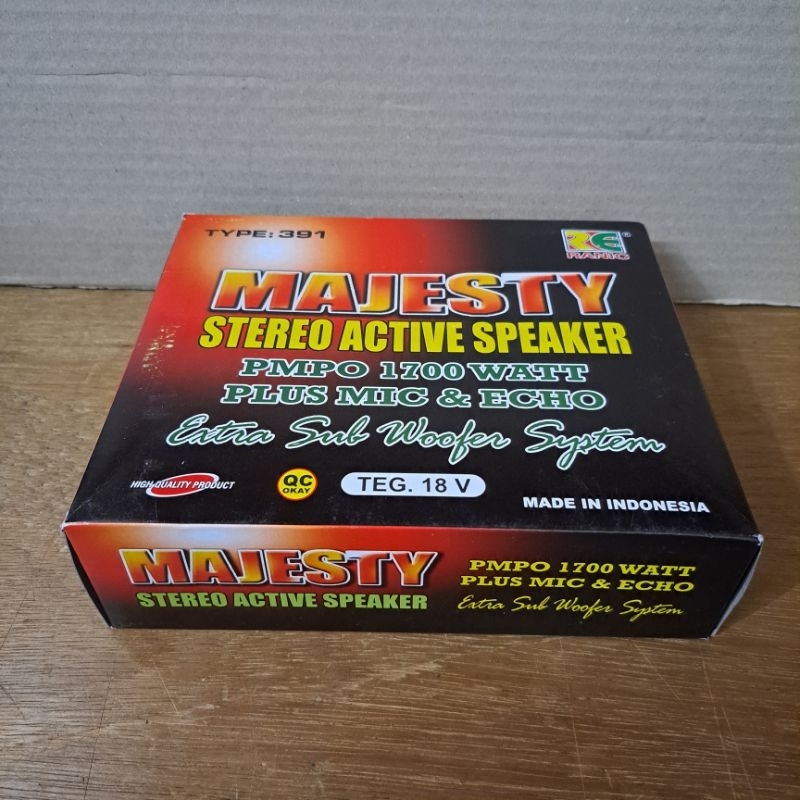 TYPE: 391
RE®
RANIC
MAJESTY
STEREO ACTIVE SPEAKER
PMPO 1700 WATT
PLUS MIC & ECHO
Extra Sub Woofer System
HIGH QUALITY PRODUCT
QC
OKAY
TEG. 18 V
MADE IN INDONESIA
MAJESTY
STEREO ACTIVE SPEAKER
PMPO 1700 WATT
PLUS MIC & ECHO
Extra Sub Woofer System